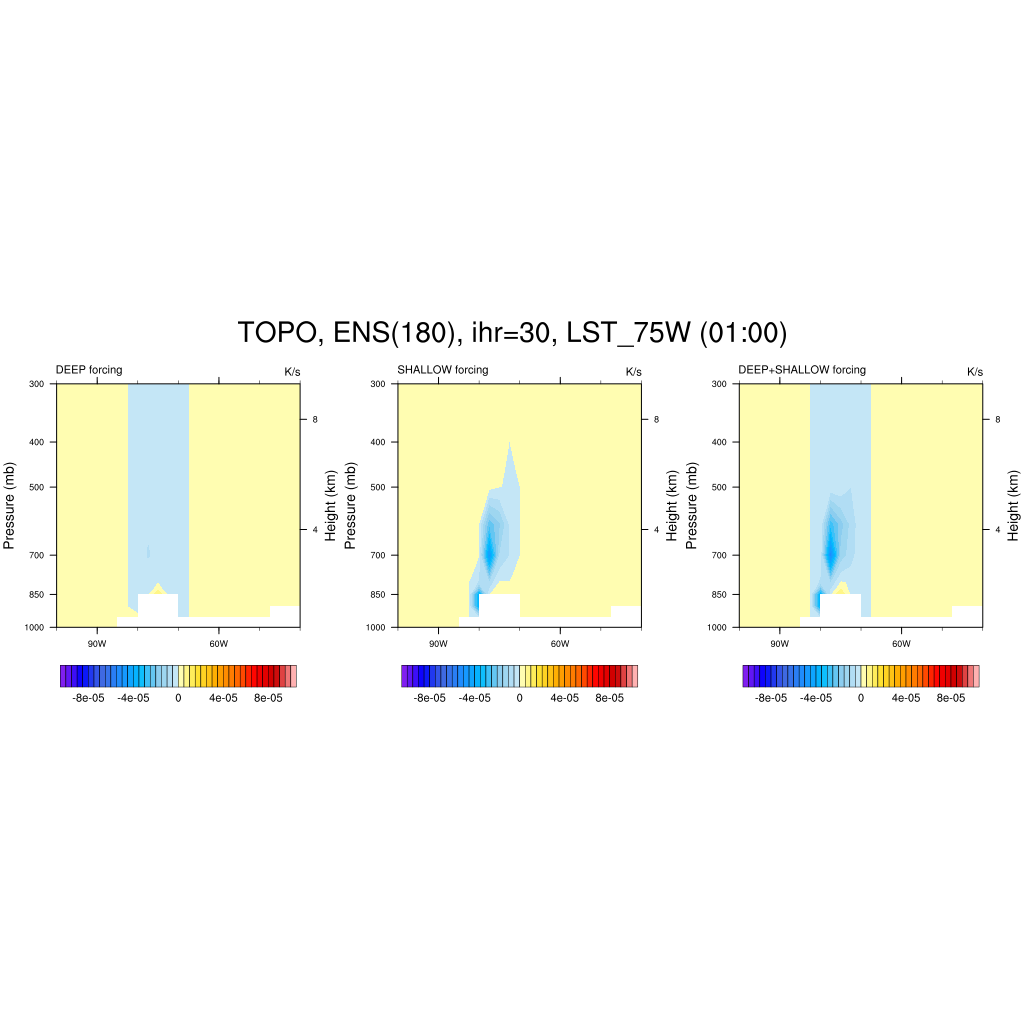 TOPO, ENS(180), ihr=30, LST_75W (01:00)
DEEP forcing K/s
Pressure (mb)
300
400
500
700
850
1000
8
4
Height (km)
90W 60W
-8e-05 -4e-05 0 4e-05 8e-05
SHALLOW forcing K/s
Pressure (mb)
300
400
500
700
850
1000
8
4
Height (km)
90W 60W
-8e-05 -4e-05 0 4e-05 8e-05
DEEP+SHALLOW forcing K/s
Pressure (mb)
300
400
500
700
850
1000
8
4
Height (km)
90W 60W
-8e-05 -4e-05 0 4e-05 8e-05